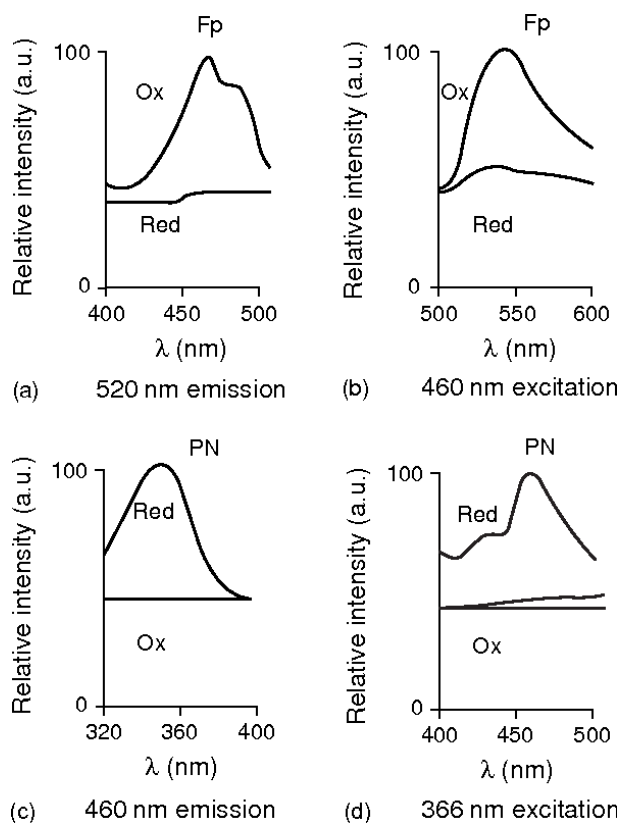 Fp
Relative intensity (a.u.)
100
Ox
Red
0
400 450 500
λ (nm)
(a) 520 nm emission
Fp
Relative intensity (a.u.)
100
Ox
Red
0
500 550 600
λ (nm)
(b) 460 nm excitation
PN
Relative intensity (a.u.)
100
Red
Ox
0
320 360 400
λ (nm)
(c) 460 nm emission
PN
Relative intensity (a.u.)
100
Red
Ox
0
400 450 500
λ (nm)
(d) 366 nm excitation